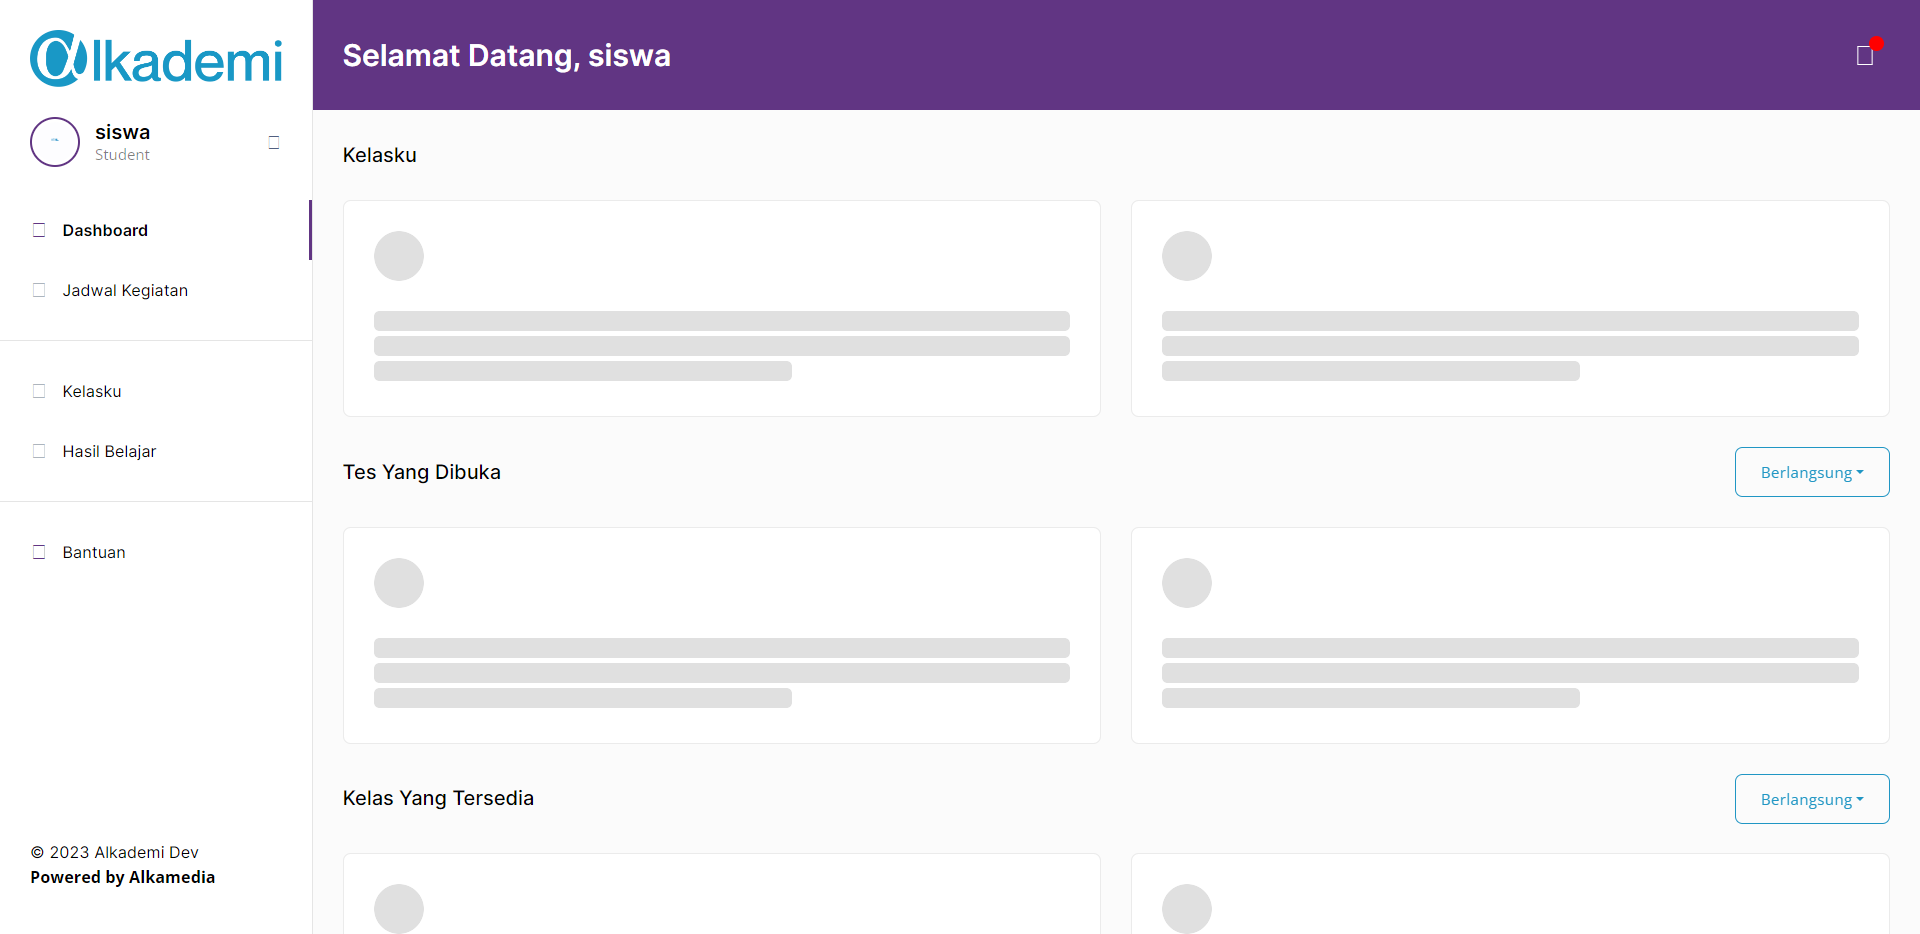 Alkademi
siswa
Student
Dashboard
Jadwal Kegiatan
Kelasku
Hasil Belajar
Bantuan
© 2023 Alkademi Dev
Powered by Alkamedia
Selamat Datang, siswa
Kelasku
Tes Yang Dibuka
Berlangsung
Kelas Yang Tersedia
Berlangsung